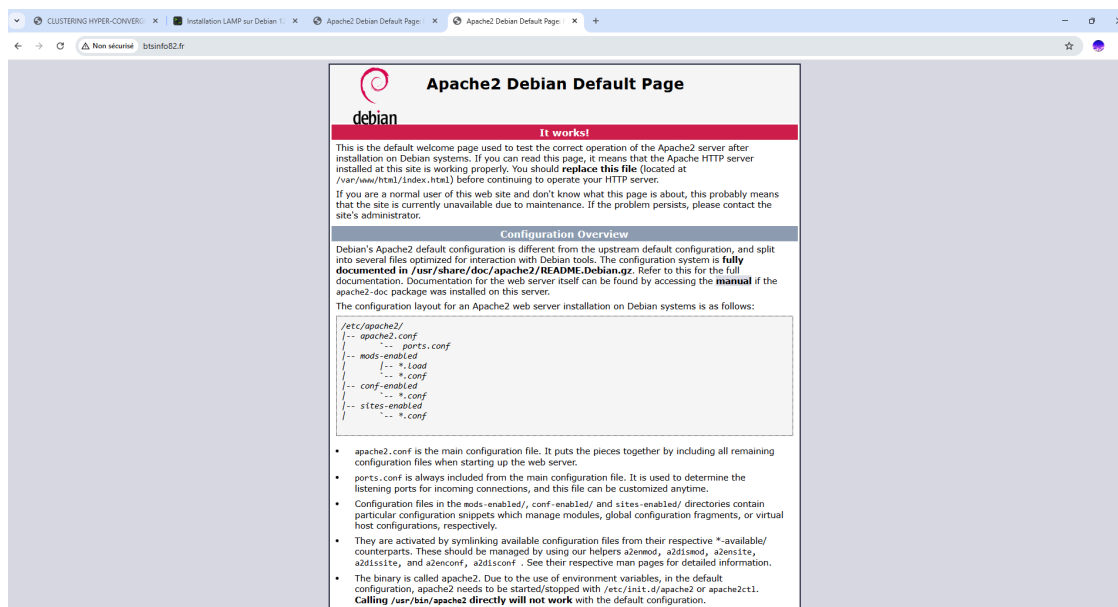 CLUSTERING HYPER-CONVERG
Installation LAMP sur Debian 1
Apache2 Debian Default Page:
Apache2 Debian Default Page:
Non sécurisé btsinfo82.fr
debian
Apache2 Debian Default Page
It works!
This is the default welcome page used to test the correct operation of the Apache2 server after
installation on Debian systems. If you can read this page, it means that the Apache HTTP server
installed at this site is working properly. You should replace this file (located at
/var/www/html/index.html) before continuing to operate your HTTP server.
If you are a normal user of this web site and don't know what this page is about, this probably means
that the site is currently unavailable due to maintenance. If the problem persists, please contact the
site's administrator.
Configuration Overview
Debian's Apache2 default configuration is different from the upstream default configuration, and split
into several files optimized for interaction with Debian tools. The configuration system is fully
documented in /usr/share/doc/apache2/README.Debian.gz. Refer to this for the full
documentation. Documentation for the web server itself can be found by accessing the manual if the
apache2-doc package was installed on this server.
The configuration layout for an Apache2 web server installation on Debian systems is as follows:
/etc/apache2/
|-- apache2.conf
|       `--  ports.conf
|-- mods-enabled
|       |-- *.load
|       `-- *.conf
|-- conf-enabled
|       `-- *.conf
|-- sites-enabled
|       `-- *.conf
• apache2.conf is the main configuration file. It puts the pieces together by including all remaining
configuration files when starting up the web server.
• ports.conf is always included from the main configuration file. It is used to determine the
listening ports for incoming connections, and this file can be customized anytime.
• Configuration files in the mods-enabled/, conf-enabled/ and sites-enabled/ directories contain
particular configuration snippets which manage modules, global configuration fragments, or virtual
host configurations, respectively.
• They are activated by symlinking available configuration files from their respective *-available/
counterparts. These should be managed by using our helpers a2enmod, a2dismod, a2ensite,
a2dissite, and a2enconf, a2disconf . See their respective man pages for detailed information.
• The binary is called apache2. Due to the use of environment variables, in the default
configuration, apache2 needs to be started/stopped with /etc/init.d/apache2 or apache2ctl.
Calling /usr/bin/apache2 directly will not work with the default configuration.